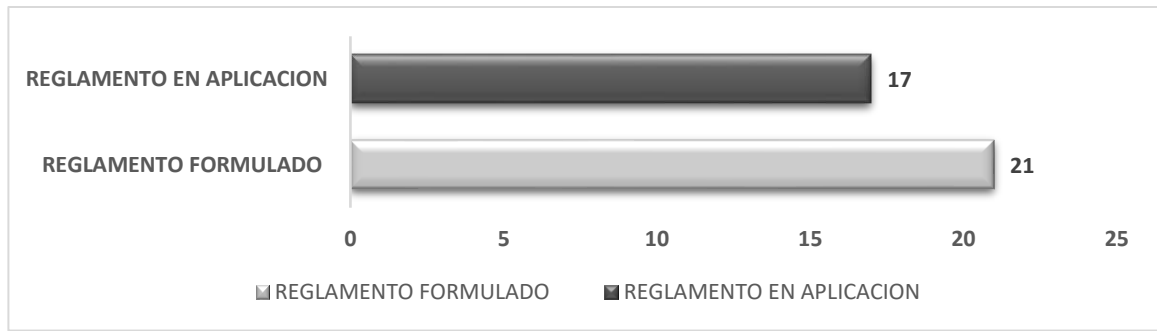 REGLAMENTO EN APLICACION
17
REGLAMENTO FORMULADO
21
0 5 10 15 20 25
REGLAMENTO FORMULADO REGLAMENTO EN APLICACION